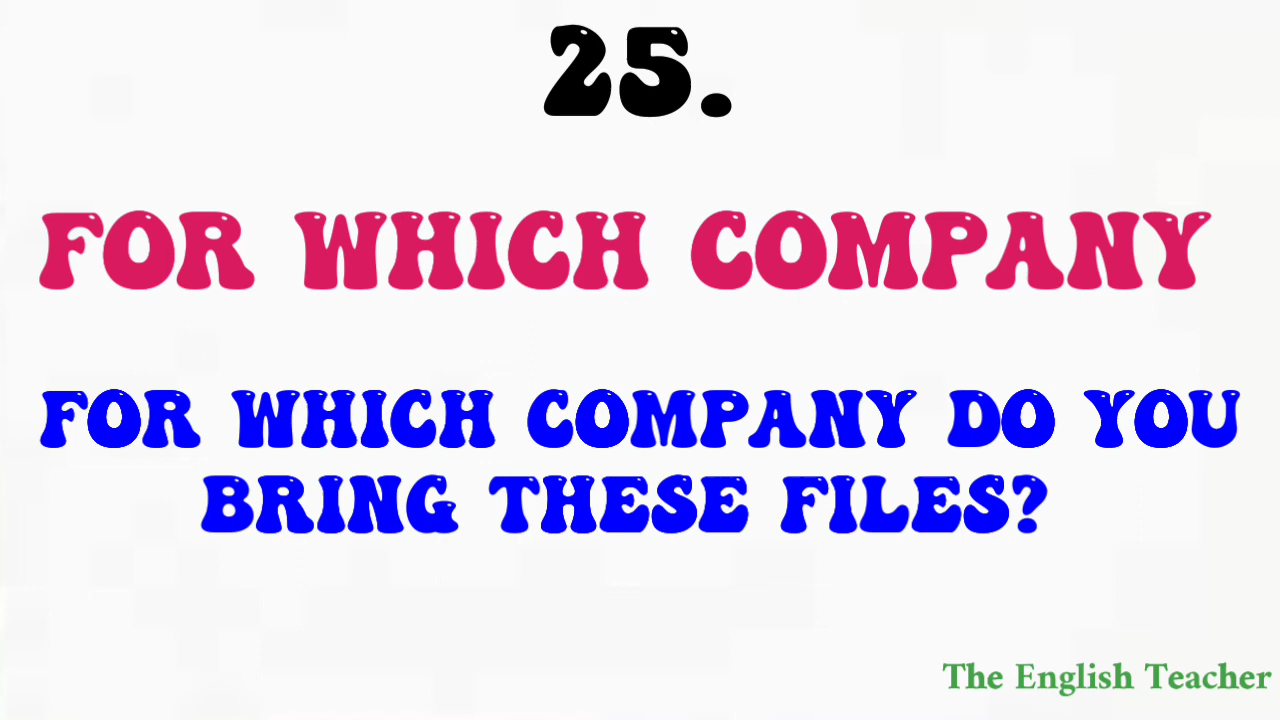 25.
FOR WHICH COMPANY
FOR WHICH COMPANY DO YOU
BRING THESE FILES?
The English Teacher